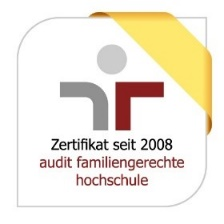 Zertifikat seit 2008
audit familiengerechte
hochschule